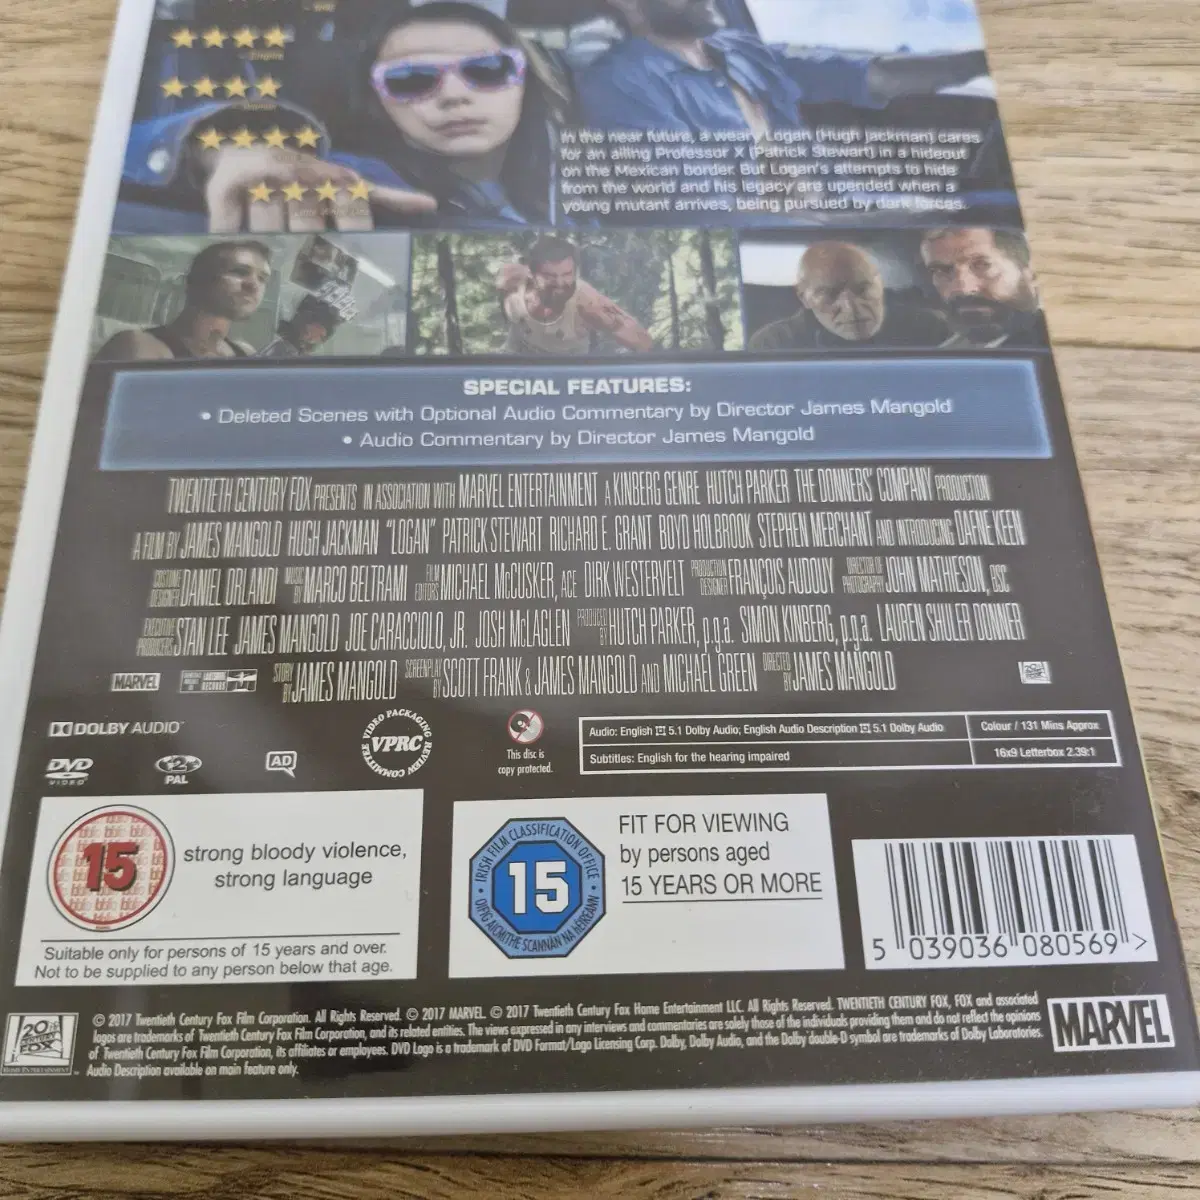 Empire
In the near future, a weary Logan (Hugh Jackman) cares
for an ailing Professor X (Patrick Stewart) in a hideout
on the Mexican border. But Logan's attempts to hide
from the world and his legacy are upended when a
young mutant arrives, being pursued by dark forces.
SPECIAL FEATURES:
• Deleted Scenes with Optional Audio Commentary by Director James Mangold
• Audio Commentary by Director James Mangold
TWENTIETH CENTURY FOX PRESENTS IN ASSOCIATION WITH MARVEL ENTERTAINMENT A KINBERG GENRE HUTCH PARKER THE DONNERS' COMPANY PRODUCTION
A FILM BY JAMES MANGOLD HUGH JACKMAN "LOGAN" PATRICK STEWART RICHARD E. GRANT BOYD HOLBROOK STEPHEN MERCHANT AND INTRODUCING DAFNE KEEN
COSTUME DESIGNER DANIEL ORLANDI MUSIC BY MARCO BELTRAMI FILM EDITORS MICHAEL McCUSKER, ACE DIRK WESTERVELT PRODUCTION DESIGNER FRANÇOIS AUDOUY DIRECTOR OF PHOTOGRAPHY JOHN MATHIESON, BSC
EXECUTIVE PRODUCERS STAN LEE JAMES MANGOLD JOE CARACCIOLO, JR. JOSH McLAGLEN PRODUCED BY HUTCH PARKER, p.g.a. SIMON KINBERG, p.g.a. LAUREN SHULER DONNER
MARVEL STORY BY JAMES MANGOLD SCREENPLAY BY SCOTT FRANK & JAMES MANGOLD AND MICHAEL GREEN DIRECTED BY JAMES MANGOLD
DOLBY AUDIO™
DVD
VIDEO
2
PAL
AD
VIDEO PACKAGING REVIEW COMMITTEE
VPRC
This disc is
copy protected.
Audio: English 5.1 Dolby Audio; English Audio Description 5.1 Dolby Audio
Colour / 131 Mins Approx
Subtitles: English for the hearing impaired
16x9 Letterbox 2.39:1
15
strong bloody violence,
strong language
Suitable only for persons of 15 years and over.
Not to be supplied to any person below that age.
IRISH FILM CLASSIFICATION OFFICE
15
OIFIG AICMITHE SCANNÁN NA hÉIREANN
FIT FOR VIEWING
by persons aged
15 YEARS OR MORE
5 039036 080569 >
20th CENTURY FOX
HOME ENTERTAINMENT
© 2017 Twentieth Century Fox Film Corporation. All Rights Reserved. © 2017 MARVEL. © 2017 Twentieth Century Fox Home Entertainment LLC. All Rights Reserved. TWENTIETH CENTURY FOX, FOX and associated
logos are trademarks of Twentieth Century Fox Film Corporation, and its related entities. The views expressed in any interviews and commentaries are solely those of the individuals providing them and do not reflect the opinions
of Twentieth Century Fox Film Corporation, its affiliates or employees. DVD Logo is a trademark of DVD Format/Logo Licensing Corp. Dolby, Dolby Audio, and the Dolby double-D symbol are trademarks of Dolby Laboratories.
Audio Description available on main feature only.
MARVEL